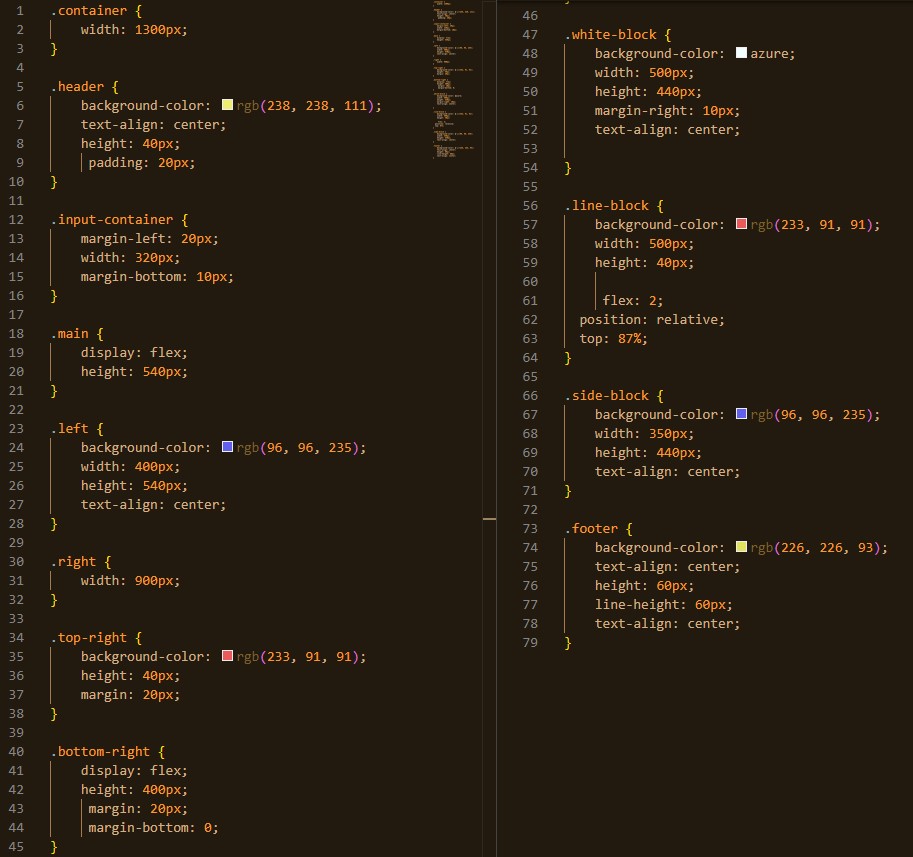 1 .container {
2 width: 1300px;
3 }
4
5 .header {
6 background-color: rgb(238, 238, 111);
7 text-align: center;
8 height: 40px;
9 padding: 20px;
10 }
11
12 .input-container {
13 margin-left: 20px;
14 width: 320px;
15 margin-bottom: 10px;
16 }
17
18 .main {
19 display: flex;
20 height: 540px;
21 }
22
23 .left {
24 background-color: rgb(96, 96, 235);
25 width: 400px;
26 height: 540px;
27 text-align: center;
28 }
29
30 .right {
31 width: 900px;
32 }
33
34 .top-right {
35 background-color: rgb(233, 91, 91);
36 height: 40px;
37 margin: 20px;
38 }
39
40 .bottom-right {
41 display: flex;
42 height: 400px;
43 margin: 20px;
44 margin-bottom: 0;
45 }
46
47 .white-block {
48 background-color: azure;
49 width: 500px;
50 height: 440px;
51 margin-right: 10px;
52 text-align: center;
53
54 }
55
56 .line-block {
57 background-color: rgb(233, 91, 91);
58 width: 500px;
59 height: 40px;
60
61 flex: 2;
62 position: relative;
63 top: 87%;
64 }
65
66 .side-block {
67 background-color: rgb(96, 96, 235);
68 width: 350px;
69 height: 440px;
70 text-align: center;
71 }
72
73 .footer {
74 background-color: rgb(226, 226, 93);
75 text-align: center;
76 height: 60px;
77 line-height: 60px;
78 text-align: center;
79 }